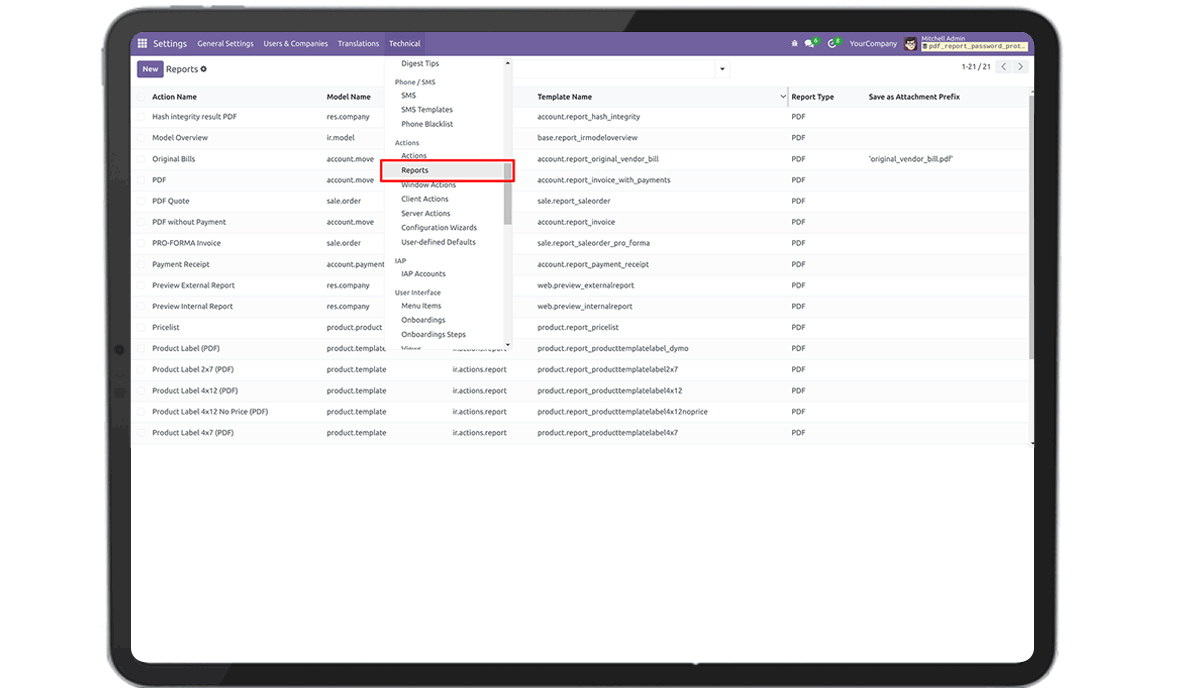 Settings General Settings Users & Companies Translations Technical 6 8 YourCompany Mitchell Admin
pdf_report_password_prot...
New Reports 1-21 / 21
Digest Tips
Phone / SMS
SMS
SMS Templates
Phone Blacklist
Actions
Actions
Reports
Window Actions
Client Actions
Server Actions
Configuration Wizards
User-defined Defaults
IAP
IAP Accounts
User Interface
Menu Items
Onboardings
Onboardings Steps
Views
Action Name Model Name Template Name Report Type Save as Attachment Prefix
Hash integrity result PDF res.company account.report_hash_integrity PDF
Model Overview ir.model base.report_irmodeloverview PDF
Original Bills account.move account.report_original_vendor_bill PDF 'original_vendor_bill.pdf'
PDF account.move account.report_invoice_with_payments PDF
PDF Quote sale.order sale.report_saleorder PDF
PDF without Payment account.move account.report_invoice PDF
PRO-FORMA Invoice sale.order sale.report_saleorder_pro_forma PDF
Payment Receipt account.payment account.report_payment_receipt PDF
Preview External Report res.company web.preview_externalreport PDF
Preview Internal Report res.company web.preview_internalreport PDF
Pricelist product.product product.report_pricelist PDF
Product Label (PDF) product.template ir.actions.report product.report_producttemplatelabel_dymo PDF
Product Label 2x7 (PDF) product.template ir.actions.report product.report_producttemplatelabel2x7 PDF
Product Label 4x12 (PDF) product.template ir.actions.report product.report_producttemplatelabel4x12 PDF
Product Label 4x12 No Price (PDF) product.template ir.actions.report product.report_producttemplatelabel4x12noprice PDF
Product Label 4x7 (PDF) product.template ir.actions.report product.report_producttemplatelabel4x7 PDF